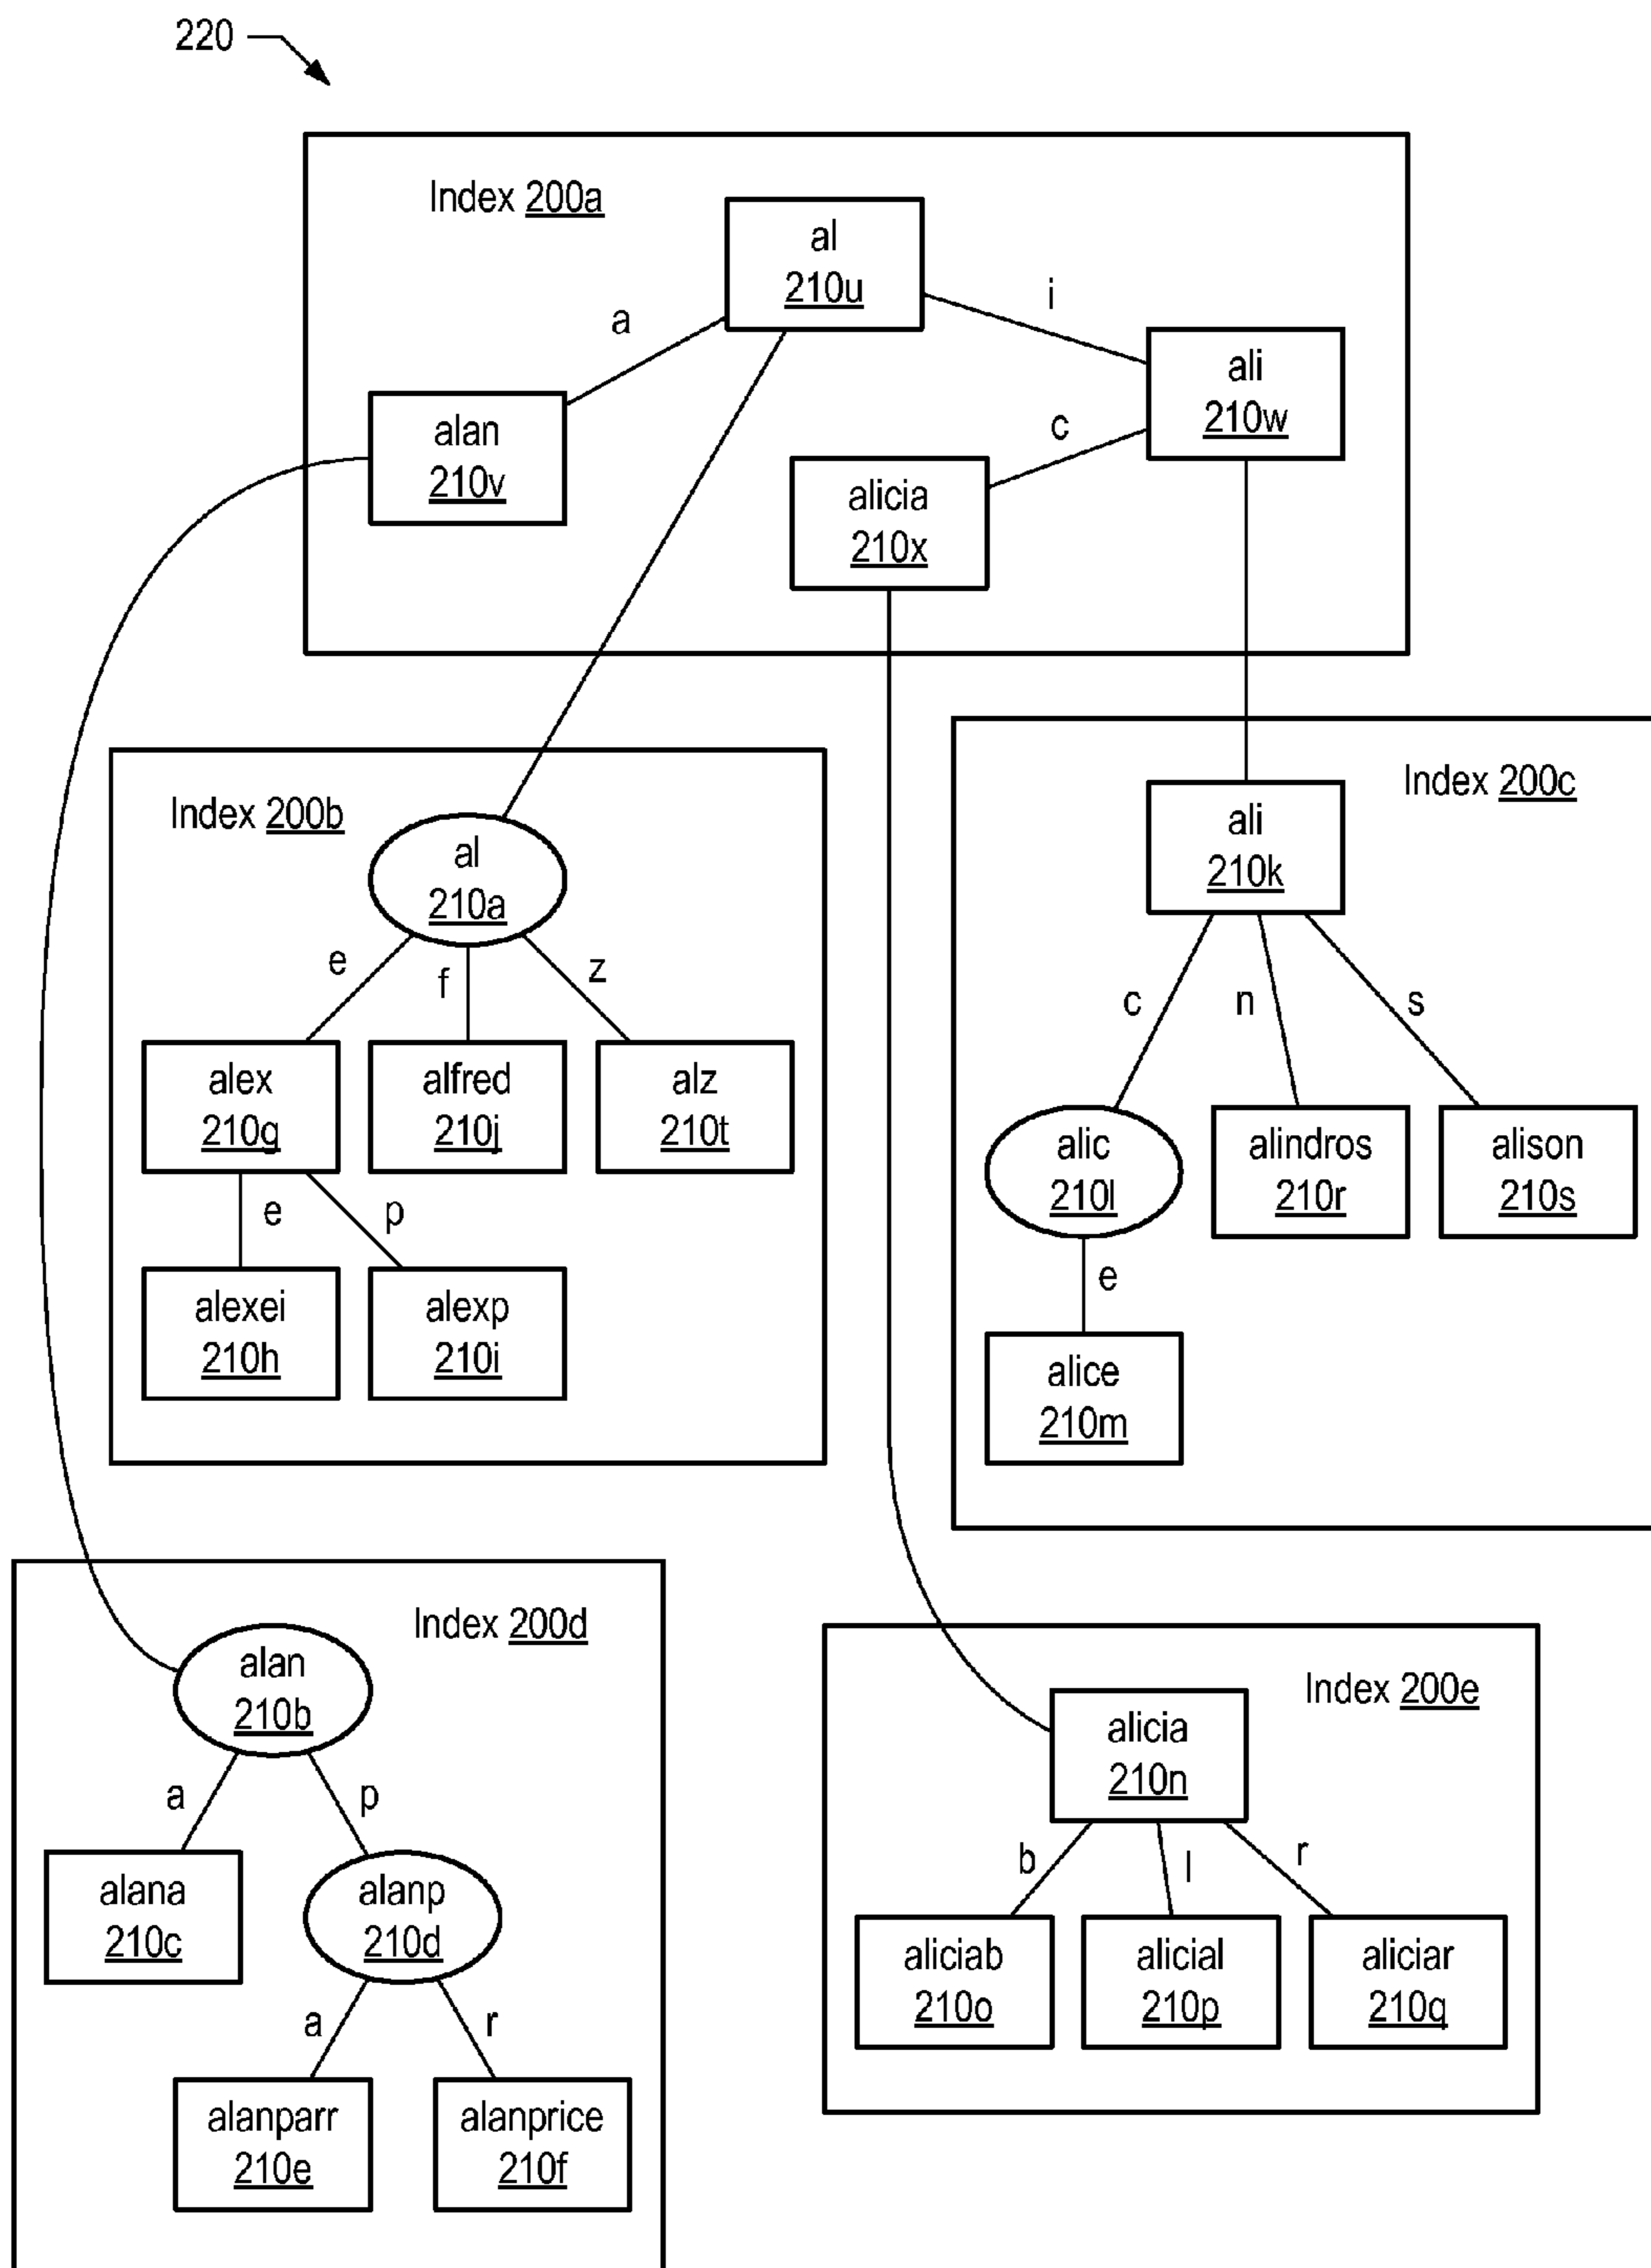 220
Index 200a
al
210u
a
i
ali
210w
alan
210v
c
alicia
210x
Index 200b
al
210a
e
f
z
alex
210g
alfred
210j
alz
210t
e
p
alexei
210h
alexp
210i
Index 200c
ali
210k
c
n
s
alic
210l
alindros
210r
alison
210s
e
alice
210m
Index 200d
alan
210b
a
p
alana
210c
alanp
210d
a
r
alanparr
210e
alanprice
210f
Index 200e
alicia
210n
b
l
r
aliciab
210o
alicial
210p
aliciar
210q